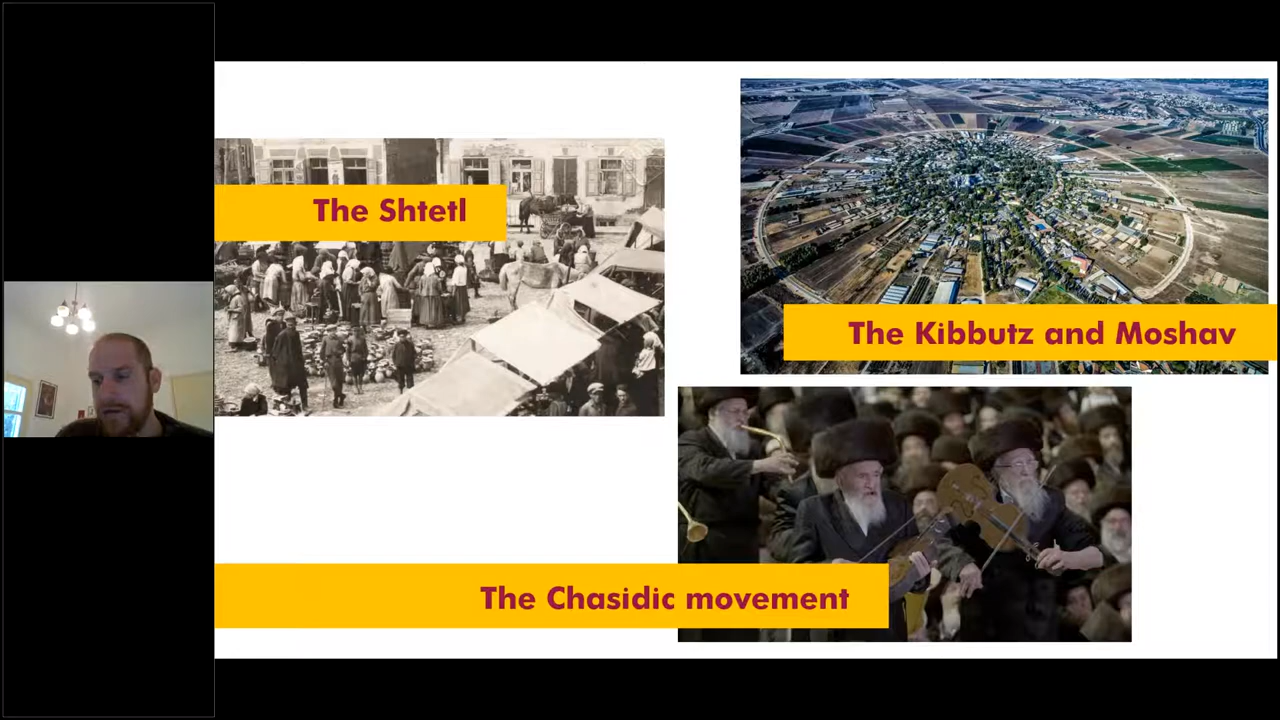 The Shtetl
The Kibbutz and Moshav
The Chasidic movement